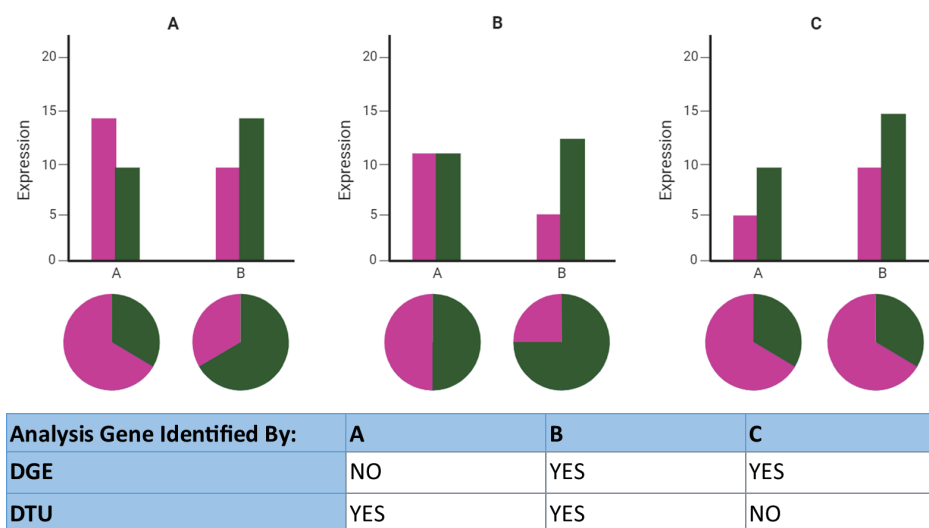 A B C
20 20 20
15 15 15
10 10 10
5 5 5
0 0 0
Expression Expression Expression
A B A B A B
Analysis Gene Identified By: A B C
DGE NO YES YES
DTU YES YES NO